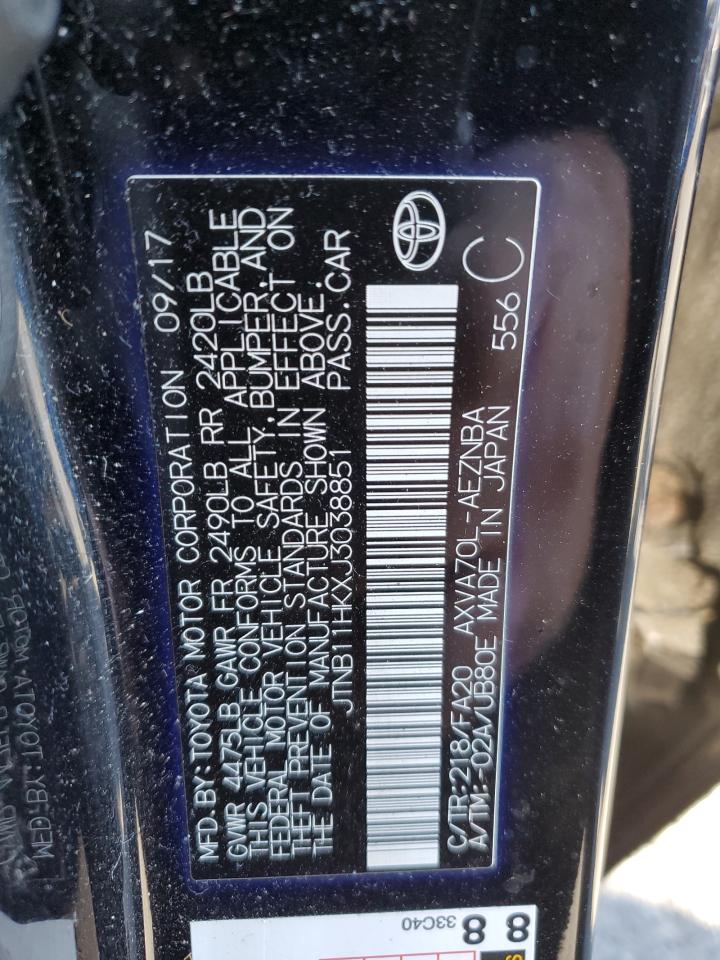 MFD. BY: TOYOTA MOTOR CORPORATION 09/17
GVWR 4475LB GAWR FR 2490LB RR 2420LB
THIS VEHICLE CONFORMS TO ALL APPLICABLE
FEDERAL MOTOR VEHICLE SAFETY, BUMPER, AND
THEFT PREVENTION STANDARDS IN EFFECT ON
THE DATE OF MANUFACTURE SHOWN ABOVE.
JTNB11HKXJ3038851 PASS.CAR
C/TR:218/FA20 AXVA70L-AEZNBA
A/TM:-02A/UB80E MADE IN JAPAN 556 C
33C40
8
8